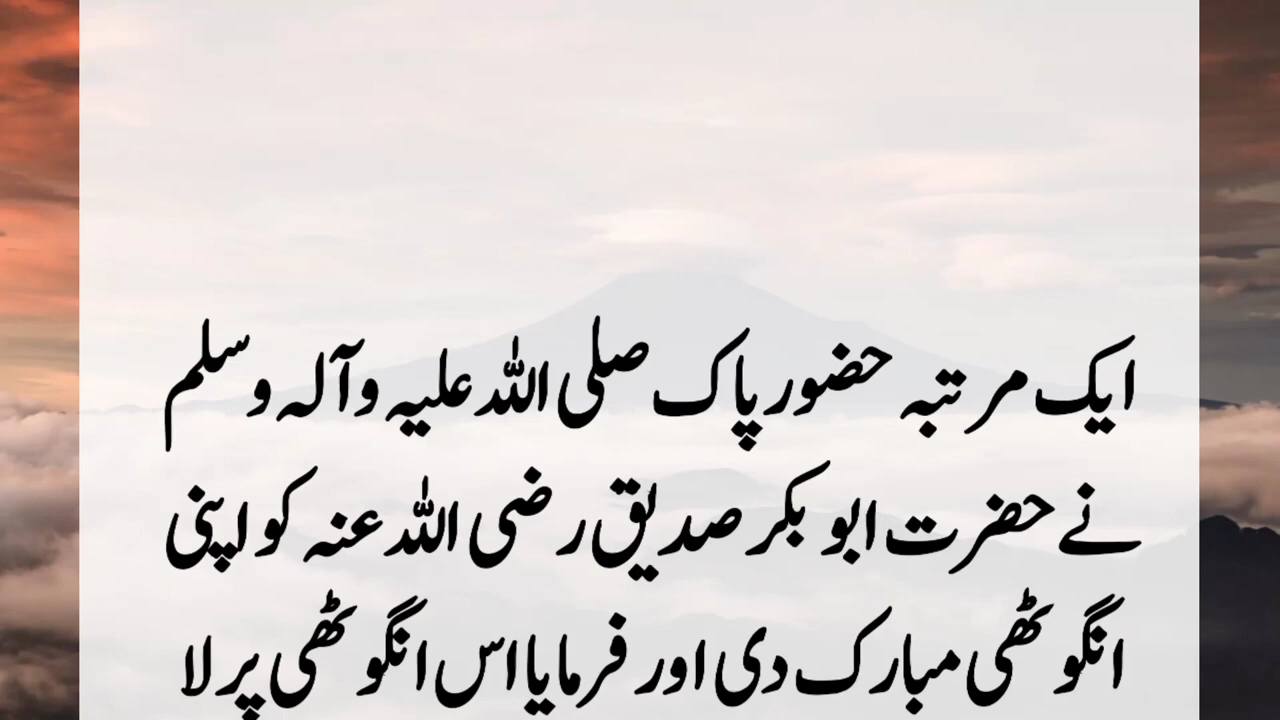 ایک مرتبہ حضور پاک صلی اللہ علیہ وآلہ وسلم
نے حضرت ابو بکر صدیق رضی اللہ عنہ کو اپنی
انگوٹھی مبارک دی اور فرمایا اس انگوٹھی پر لا